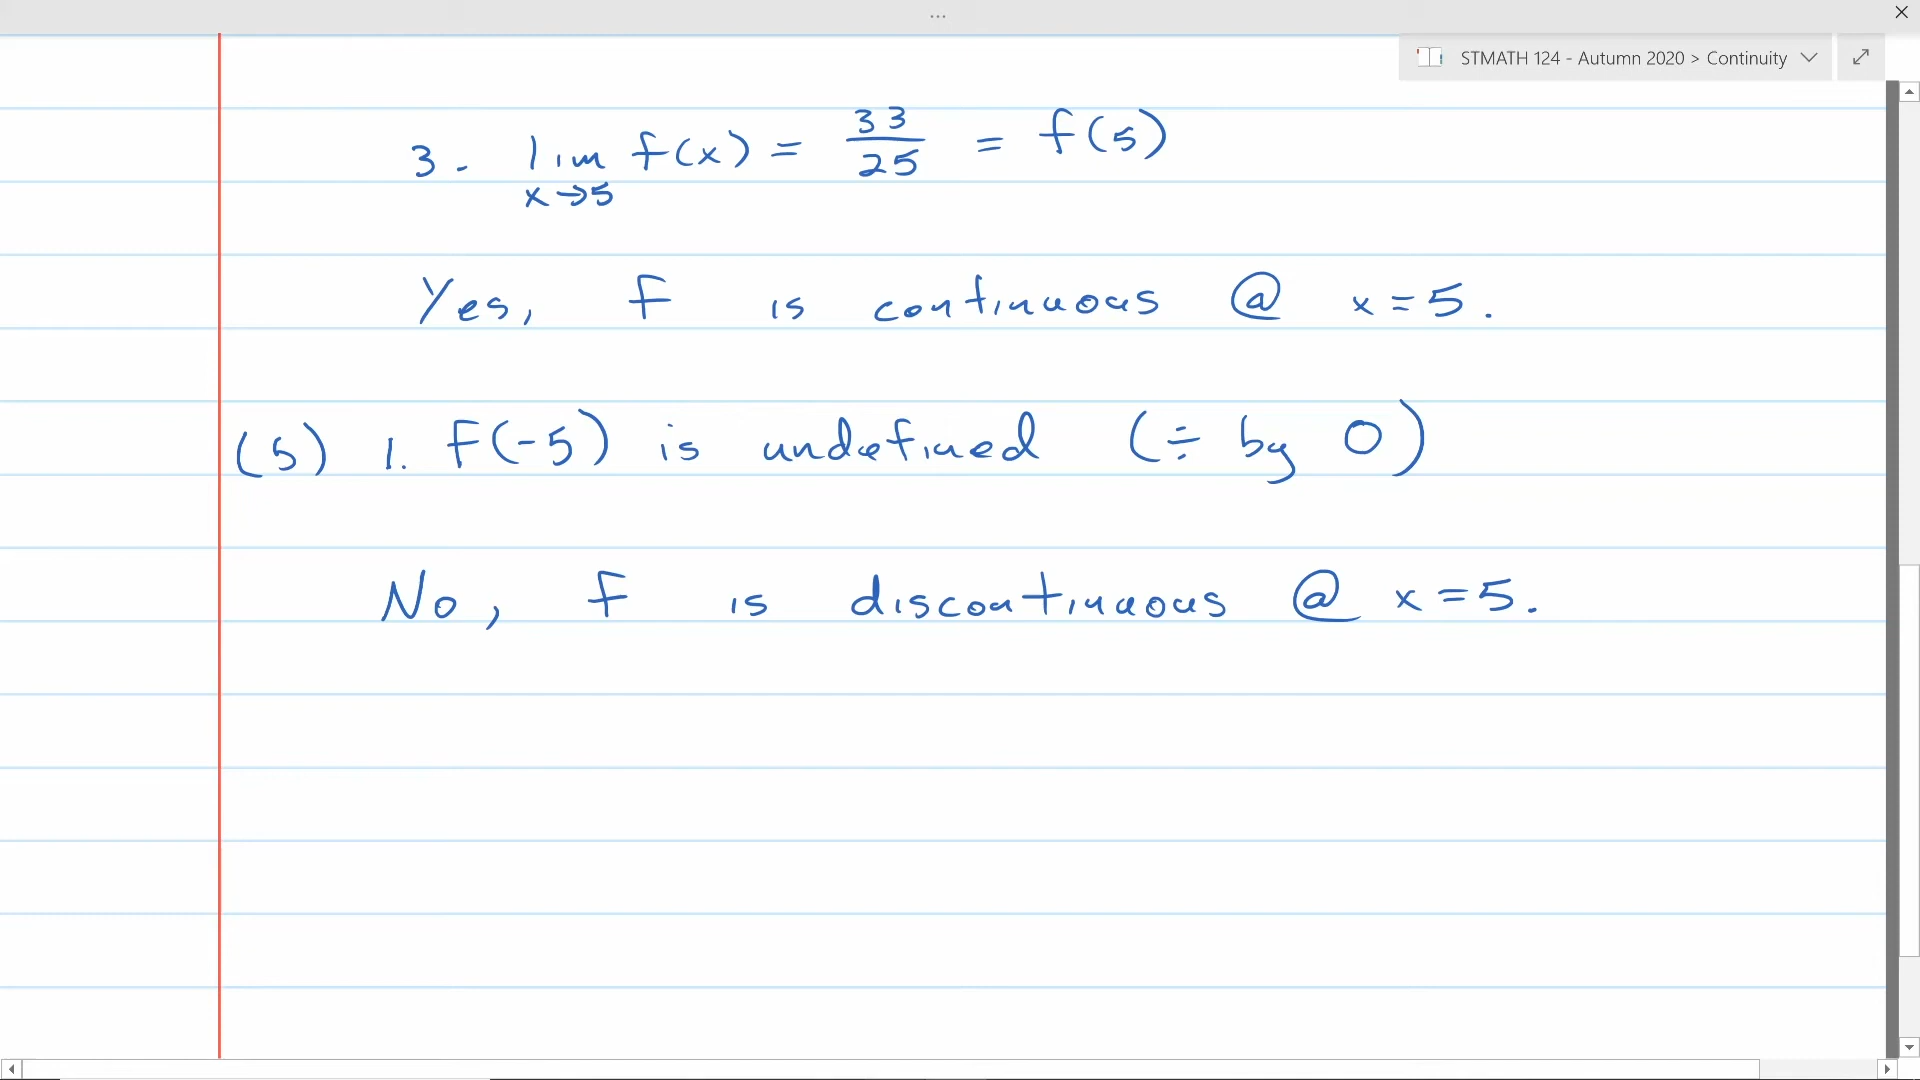 ...
STMATH 124 - Autumn 2020 > Continuity
3. lim f(x) = 33/25 = f(5)
x→5
Yes, f is continuous @ x=5.
(5) 1. f(-5) is undefined (÷ by 0)
No, f is discontinuous @ x=5.